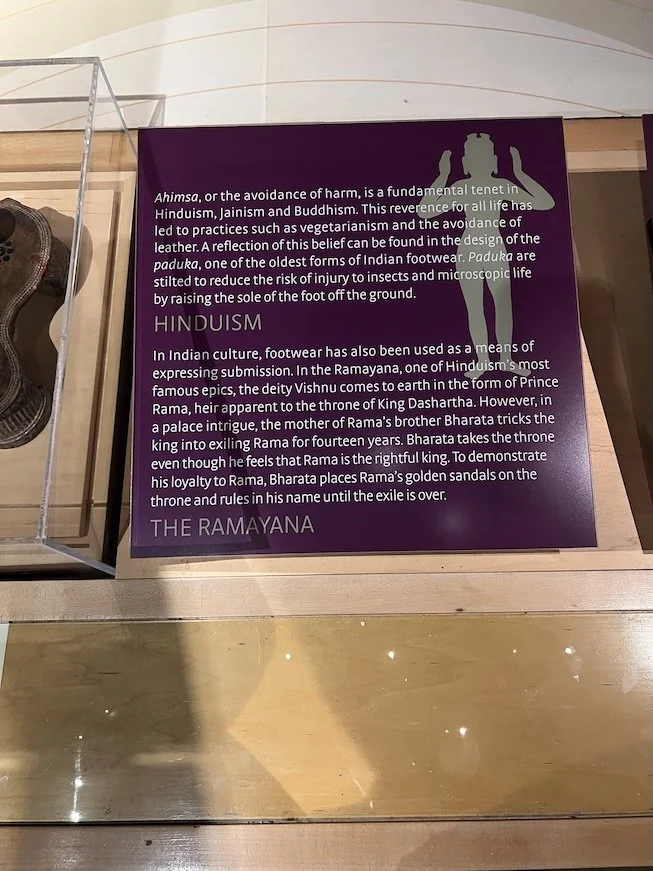 Ahimsa, or the avoidance of harm, is a fundamental tenet in
Hinduism, Jainism and Buddhism. This reverence for all life has
led to practices such as vegetarianism and the avoidance of
leather. A reflection of this belief can be found in the design of the
paduka, one of the oldest forms of Indian footwear. Paduka are
stilted to reduce the risk of injury to insects and microscopic life
by raising the sole of the foot off the ground.
HINDUISM
In Indian culture, footwear has also been used as a means of
expressing submission. In the Ramayana, one of Hinduism's most
famous epics, the deity Vishnu comes to earth in the form of Prince
Rama, heir apparent to the throne of King Dashartha. However, in
a palace intrigue, the mother of Rama's brother Bharata tricks the
king into exiling Rama for fourteen years. Bharata takes the throne
even though he feels that Rama is the rightful king. To demonstrate
his loyalty to Rama, Bharata places Rama's golden sandals on the
throne and rules in his name until the exile is over.
THE RAMAYANA